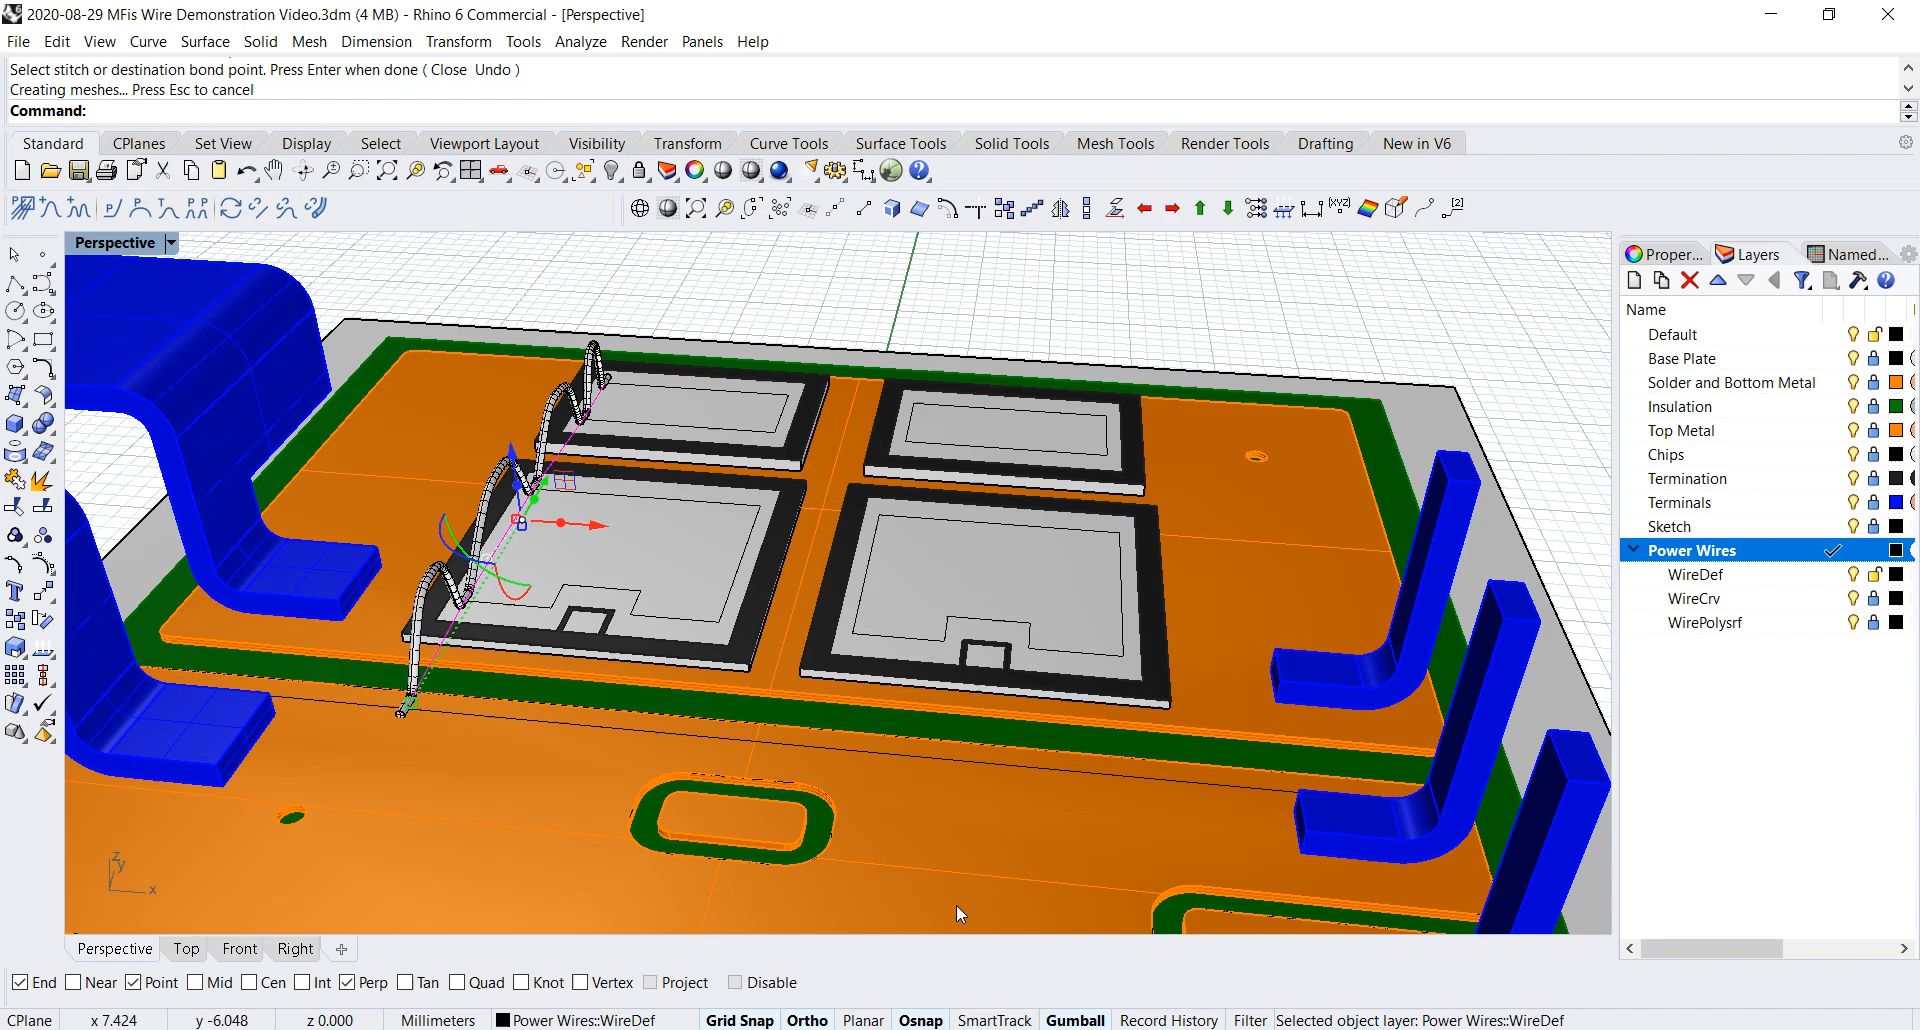 2020-08-29 MFis Wire Demonstration Video.3dm (4 MB) - Rhino 6 Commercial - [Perspective]
File Edit View Curve Surface Solid Mesh Dimension Transform Tools Analyze Render Panels Help
Select stitch or destination bond point. Press Enter when done ( Close Undo )
Creating meshes... Press Esc to cancel
Command:
Standard CPlanes Set View Display Select Viewport Layout Visibility Transform Curve Tools Surface Tools Solid Tools Mesh Tools Render Tools Drafting New in V6
Perspective
Proper... Layers Named...
Name
Default
Base Plate
Solder and Bottom Metal
Insulation
Top Metal
Chips
Termination
Terminals
Sketch
Power Wires
WireDef
WireCrv
WirePolysrf
z
y
x
Perspective Top Front Right
End Near Point Mid Cen Int Perp Tan Quad Knot Vertex Project Disable
CPlane x 7.424 y -6.048 z 0.000 Millimeters Power Wires::WireDef Grid Snap Ortho Planar Osnap SmartTrack Gumball Record History Filter Selected object layer: Power Wires::WireDef